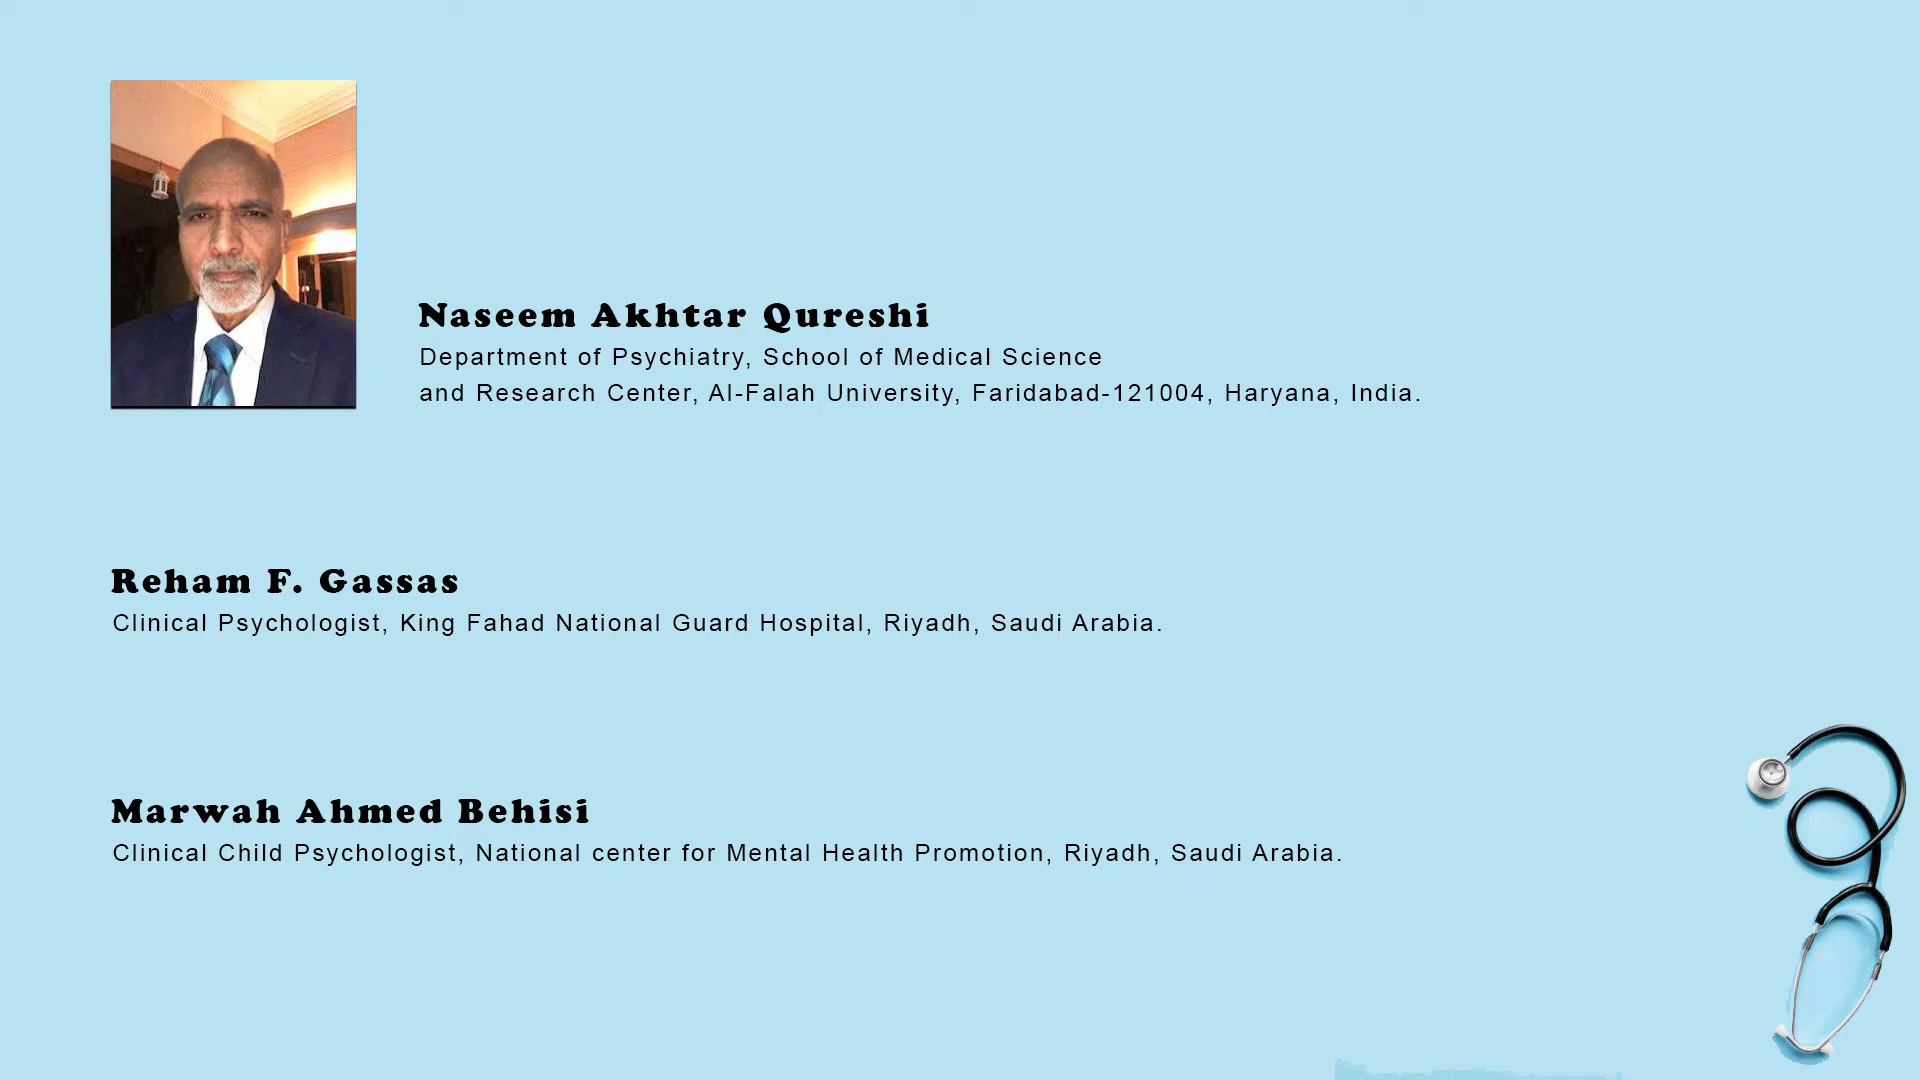 Naseem Akhtar Qureshi
Department of Psychiatry, School of Medical Science
and Research Center, Al-Falah University, Faridabad-121004, Haryana, India.
Reham F. Gassas
Clinical Psychologist, King Fahad National Guard Hospital, Riyadh, Saudi Arabia.
Marwah Ahmed Behisi
Clinical Child Psychologist, National center for Mental Health Promotion, Riyadh, Saudi Arabia.